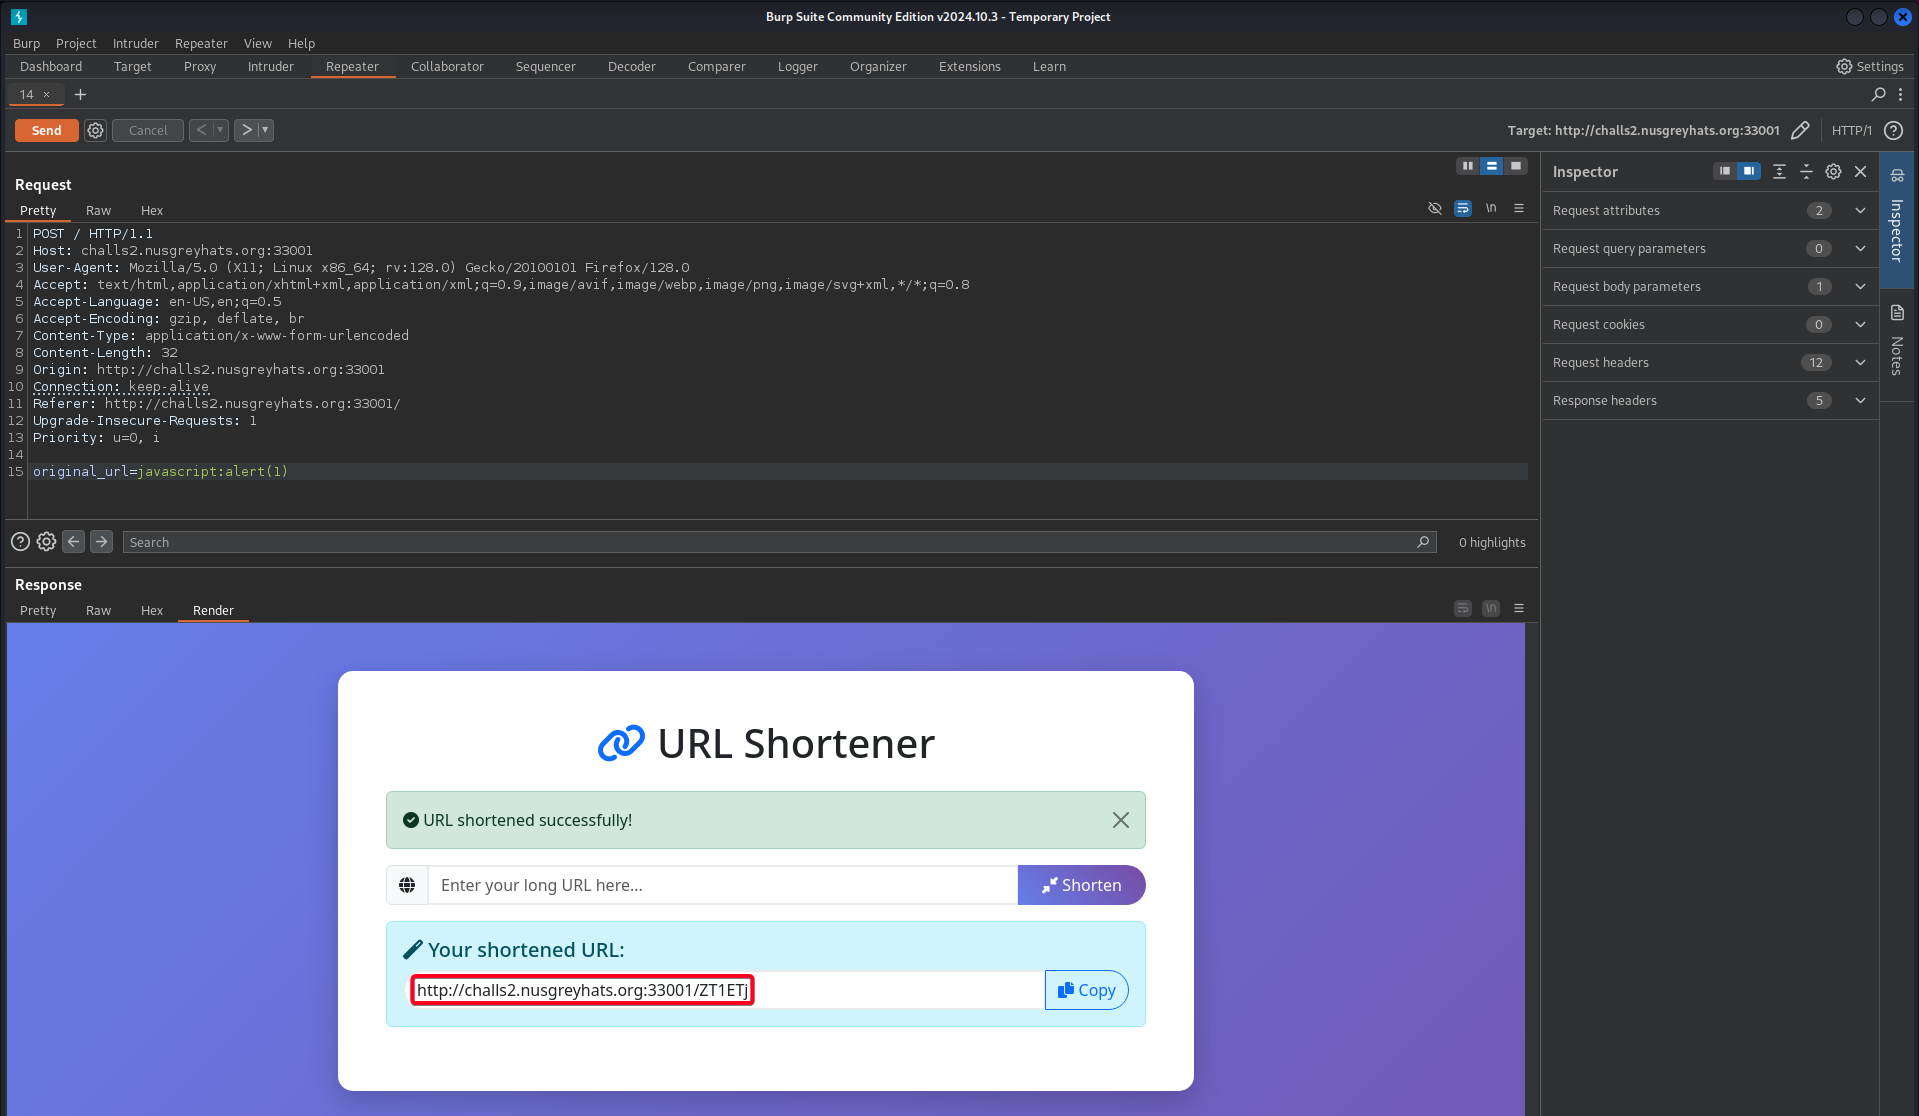 Burp Suite Community Edition v2024.10.3 - Temporary Project
Burp Project Intruder Repeater View Help
Dashboard Target Proxy Intruder Repeater Collaborator Sequencer Decoder Comparer Logger Organizer Extensions Learn Settings
14 × +
Send Cancel < > Target: http://challs2.nusgreyhats.org:33001 HTTP/1 ?
Request
Pretty Raw Hex \n
1 POST / HTTP/1.1
2 Host: challs2.nusgreyhats.org:33001
3 User-Agent: Mozilla/5.0 (X11; Linux x86_64; rv:128.0) Gecko/20100101 Firefox/128.0
4 Accept: text/html,application/xhtml+xml,application/xml;q=0.9,image/avif,image/webp,image/png,image/svg+xml,*/*;q=0.8
5 Accept-Language: en-US,en;q=0.5
6 Accept-Encoding: gzip, deflate, br
7 Content-Type: application/x-www-form-urlencoded
8 Content-Length: 32
9 Origin: http://challs2.nusgreyhats.org:33001
10 Connection: keep-alive
11 Referer: http://challs2.nusgreyhats.org:33001/
12 Upgrade-Insecure-Requests: 1
13 Priority: u=0, i
14
15 original_url=javascript:alert(1)
? Search 0 highlights
Response
Pretty Raw Hex Render \n
URL Shortener
URL shortened successfully!
Enter your long URL here... Shorten
Your shortened URL:
http://challs2.nusgreyhats.org:33001/ZT1ETj Copy
Inspector
Request attributes 2
Request query parameters 0
Request body parameters 1
Request cookies 0
Request headers 12
Response headers 5
Inspector
Notes